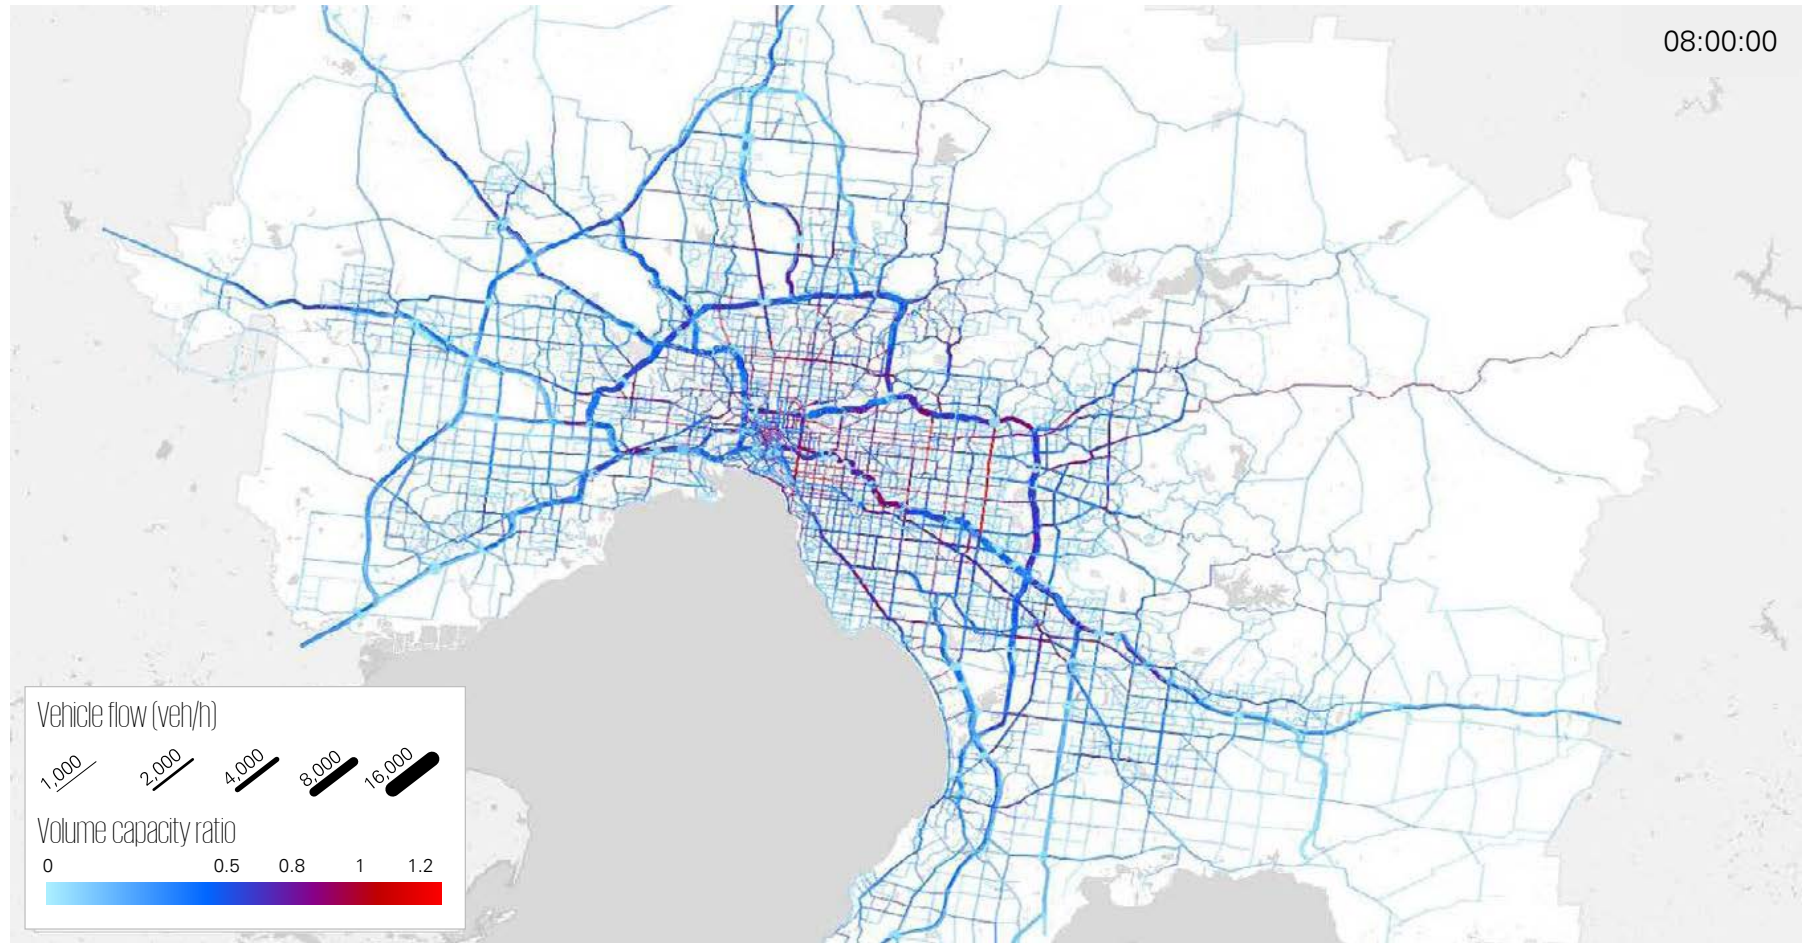 08:00:00
Vehicle flow (veh/h)
1,000 2,000 4,000 8,000 16,000
Volume capacity ratio
0 0.5 0.8 1 1.2